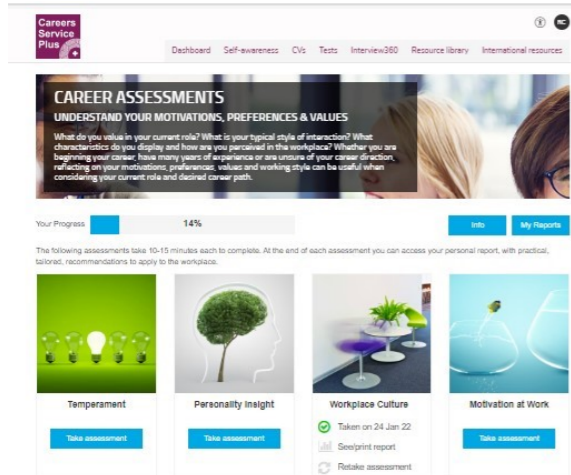 Careers
Service
Plus
Dashboard Self-awareness CVs Tests Interview360 Resource library International resources
CAREER ASSESSMENTS
UNDERSTAND YOUR MOTIVATIONS, PREFERENCES & VALUES
What do you value in your current role? What is your typical style of interaction? What
characteristics do you display and how are you perceived in the workplace? Whether you are
beginning your career, have many years of experience or are unsure of your career direction,
reflecting on your motivations, preferences, values and working style can be useful when
considering your current role and desired career path.
Your Progress 14% Info My Reports
The following assessments take 10-15 minutes each to complete. At the end of each assessment you can access your personal report, with practical,
tailored, recommendations to apply to the workplace.
Temperament Personality Insight Workplace Culture Motivation at Work
Take assessment Take assessment Taken on 24 Jan 22 Take assessment
See/print report
Retake assessment